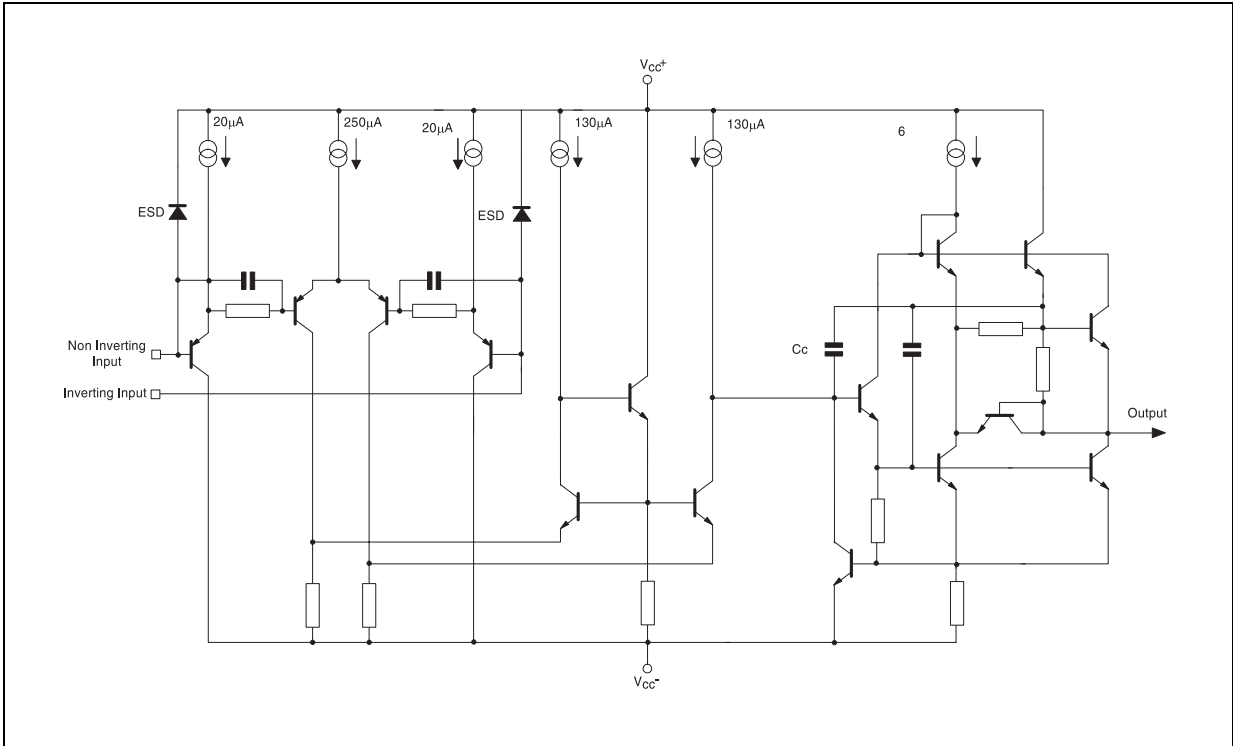 Vcc+
20µA
250µA
20µA
130µA
130µA
6
ESD
ESD
Non Inverting
Input
Inverting Input
Cc
Output
Vcc-